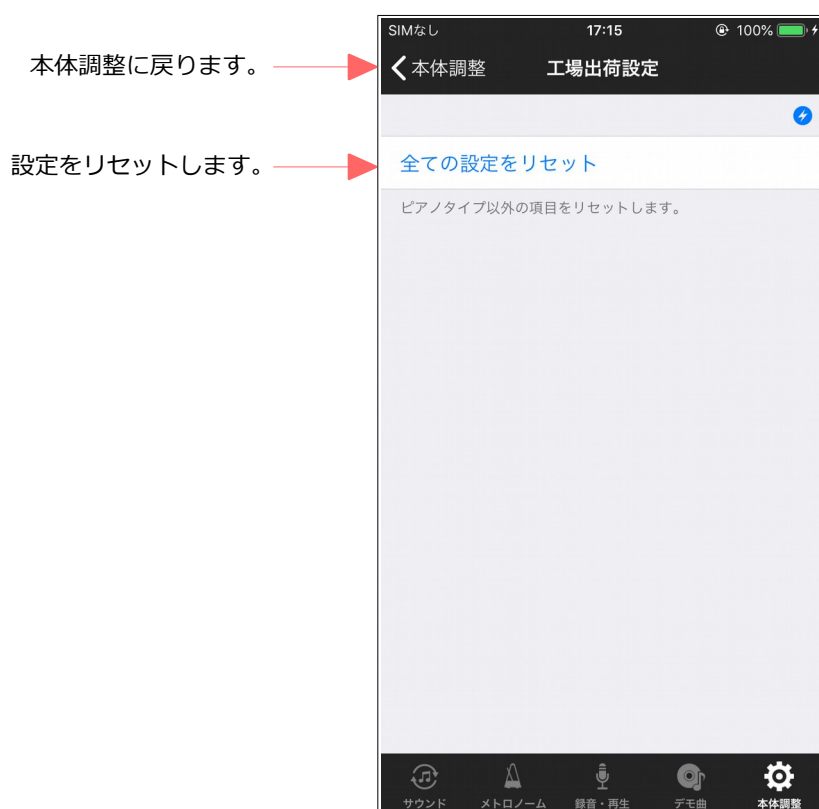 SIMなし 17:15 100%
本体調整に戻ります。
本体調整 工場出荷設定
設定をリセットします。
全ての設定をリセット
ピアノタイプ以外の項目をリセットします。
サウンド メトロノーム 録音・再生 デモ曲 本体調整